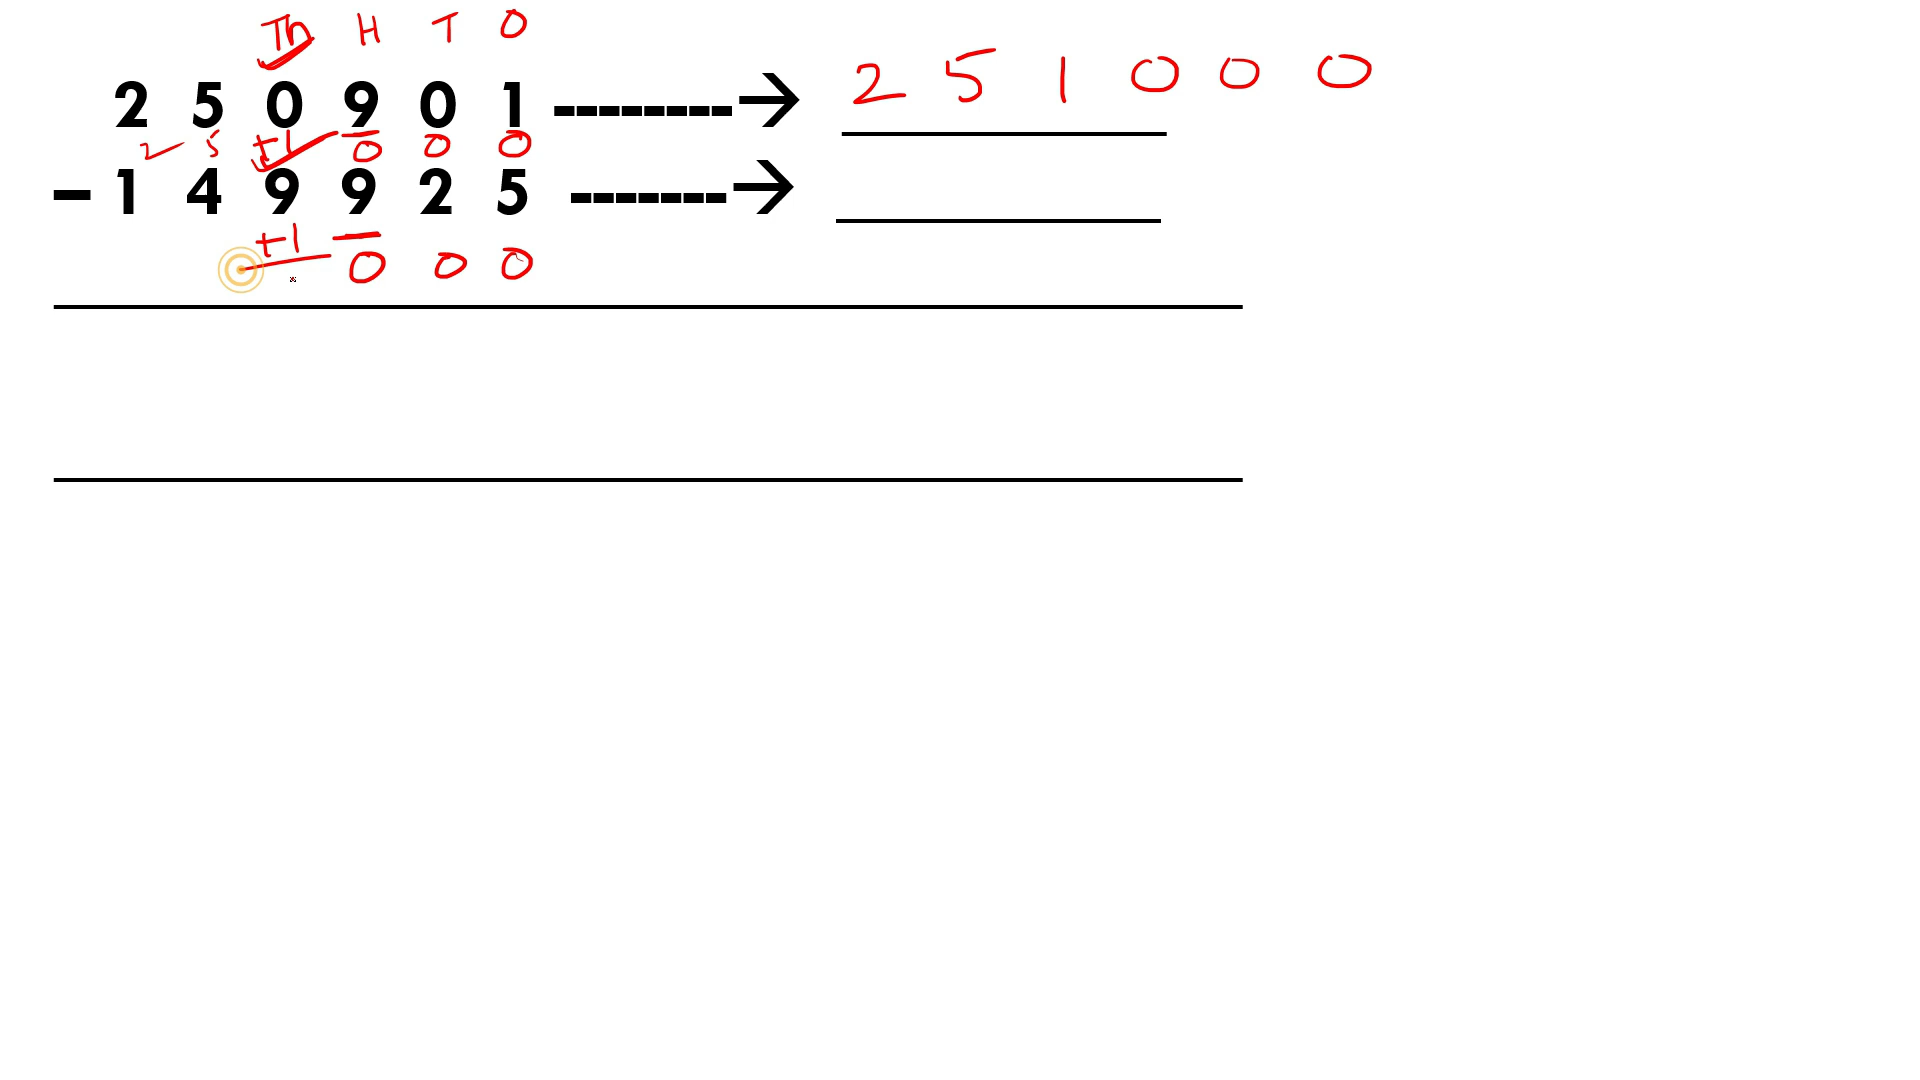 Th H T O
2 5 0 9 0 1 --------→ 2 5 1 0 0 0
2 5 +1 0 0 0
- 1 4 9 9 2 5 -------→
+1 0 0 0